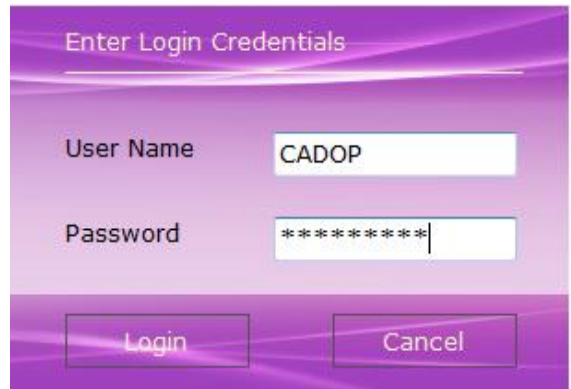 Enter Login Credentials
User Name CADOP
Password *********
Login Cancel